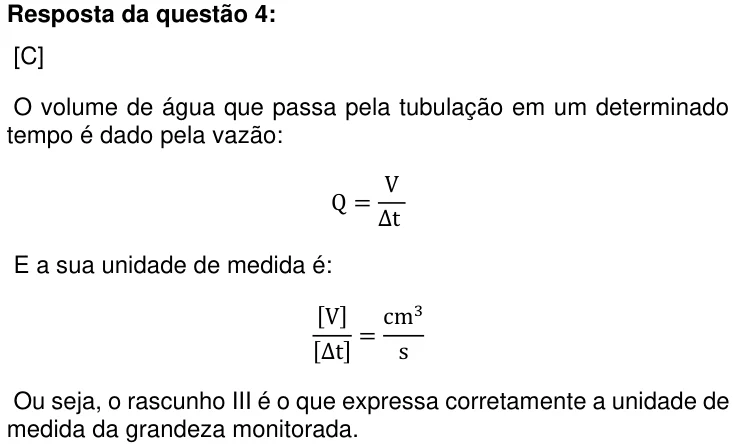 Resposta da questão 4:
[C]
O volume de água que passa pela tubulação em um determinado
tempo é dado pela vazão:
Q = V/Δt
E a sua unidade de medida é:
[V]/[Δt] = cm³/s
Ou seja, o rascunho III é o que expressa corretamente a unidade de
medida da grandeza monitorada.